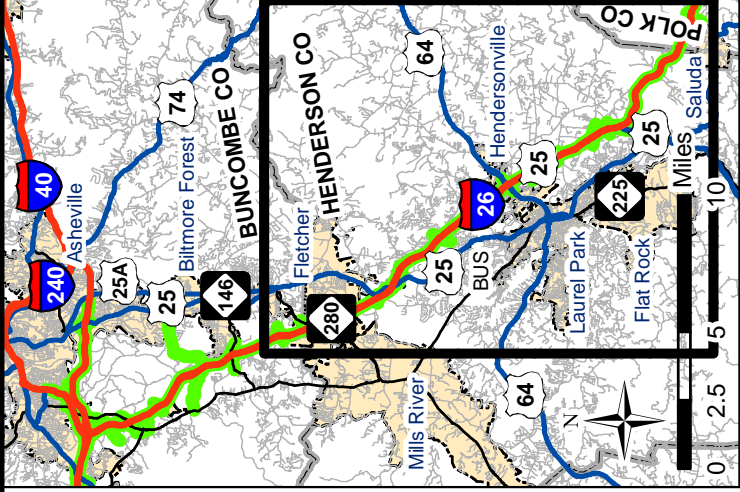 40
240
Asheville
74
25A
25
Biltmore Forest
146
BUNCOMBE CO
HENDERSON CO
Fletcher
280
64
Hendersonville
POLK CO
26
25
25
BUS
25
Saluda
225
Laurel Park
Flat Rock
Mills River
64
N
Miles
0 2.5 5 10